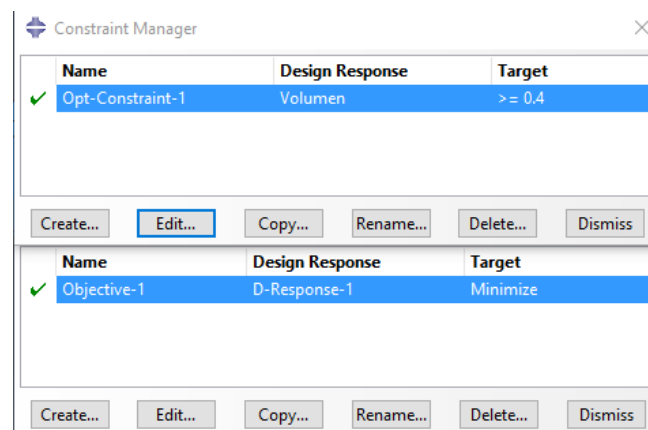 Constraint Manager
Name Design Response Target
Opt-Constraint-1 Volumen >= 0.4
Create... Edit... Copy... Rename... Delete... Dismiss
Name Design Response Target
Objective-1 D-Response-1 Minimize
Create... Edit... Copy... Rename... Delete... Dismiss